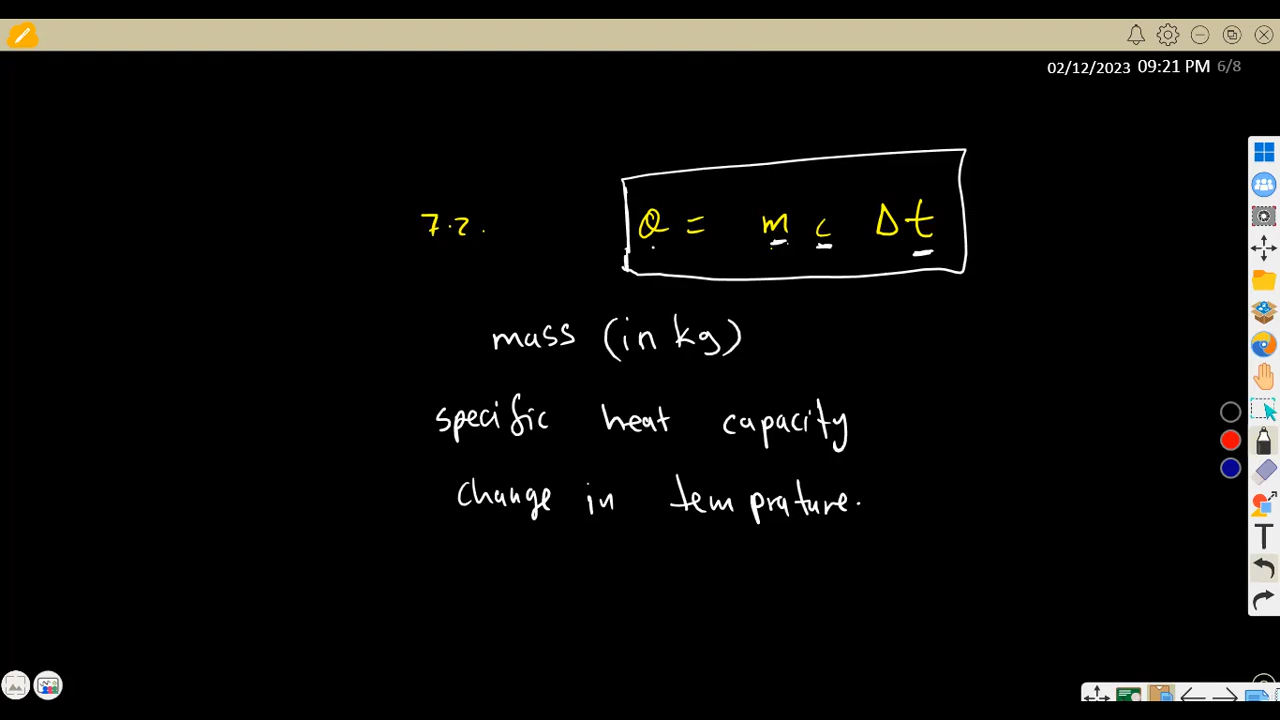 02/12/2023 09:21 PM 6/8
7.2. Q = m c Δt
mass (in kg)
specific heat capacity
change in temprature.
T